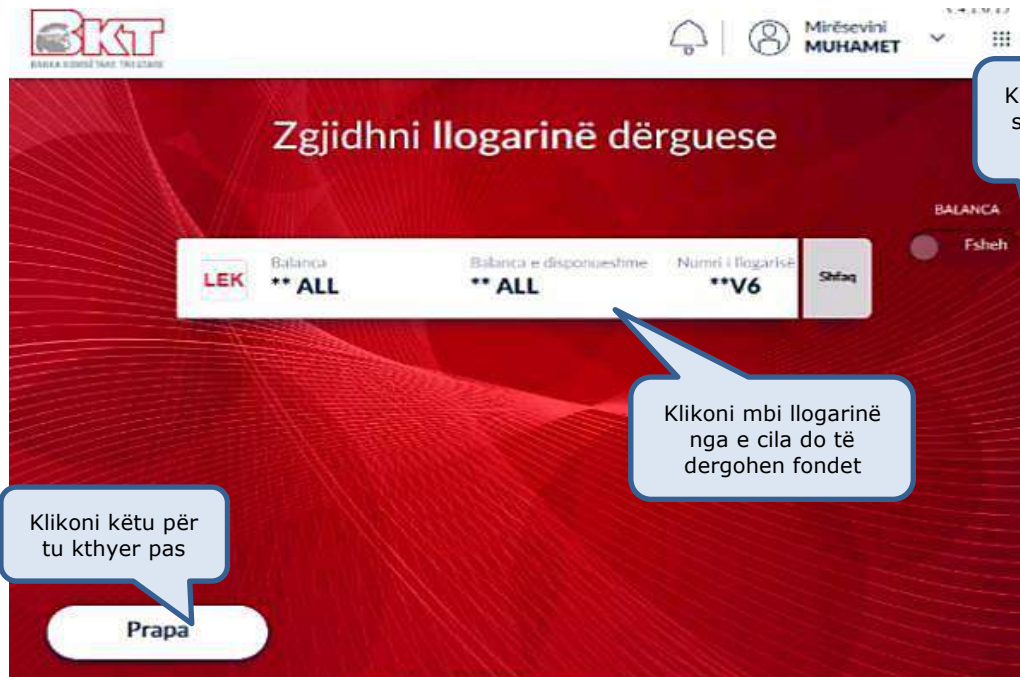 BKT
BANKA KOMBËTARE TREGTARE
Mirësevini
MUHAMET
K
s
Zgjidhni llogarinë dërguese
BALANCA
Fsheh
LEK
Balanca
** ALL
Balanca e disponueshme
** ALL
Numri i llogarisë
**V6
Shfaq
Klikoni mbi llogarinë
nga e cila do të
dergohen fondet
Klikoni këtu për
tu kthyer pas
Prapa